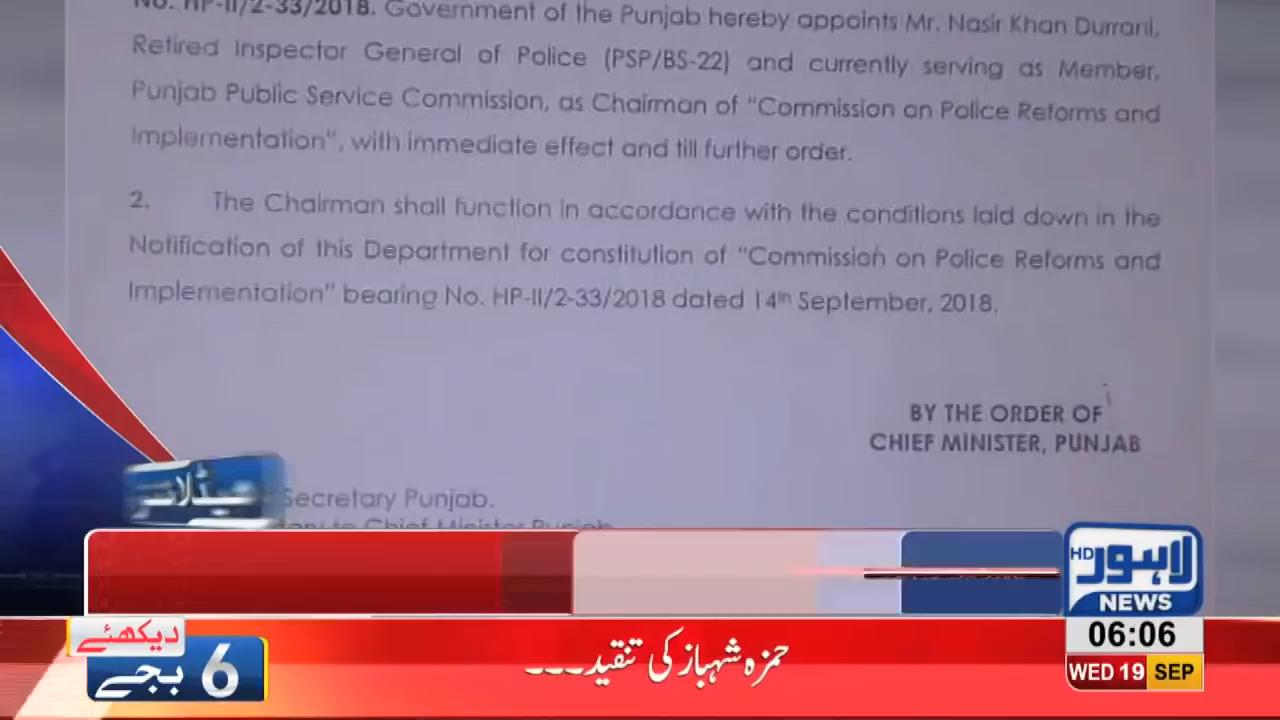 No. HP-II/2-33/2018. Government of the Punjab hereby appoints Mr. Nasir Khan Durrani,
Retired Inspector General of Police (PSP/BS-22) and currently serving as Member,
Punjab Public Service Commission, as Chairman of "Commission on Police Reforms and
Implementation", with immediate effect and till further order.
2. The Chairman shall function in accordance with the conditions laid down in the
Notification of this Department for constitution of "Commission on Police Reforms and
Implementation" bearing No. HP-II/2-33/2018 dated 14th September, 2018.
BY THE ORDER OF
CHIEF MINISTER, PUNJAB
Secretary Punjab.
to Chief Minister Punjab
HD
لاہور
NEWS
06:06
WED 19 SEP
دیکھئے
6 بجے
حمزہ شہباز کی تنقید۔۔۔۔